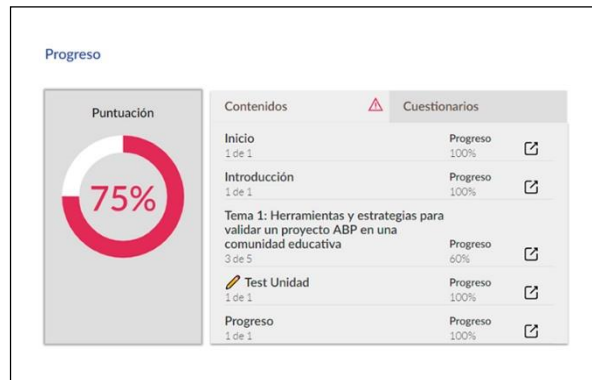 Progreso
Puntuación
75%
Contenidos
Cuestionarios
Inicio
1 de 1
Progreso
100%
Introducción
1 de 1
Progreso
100%
Tema 1: Herramientas y estrategias para
validar un proyecto ABP en una
comunidad educativa
3 de 5
Progreso
60%
Test Unidad
1 de 1
Progreso
100%
Progreso
1 de 1
Progreso
100%